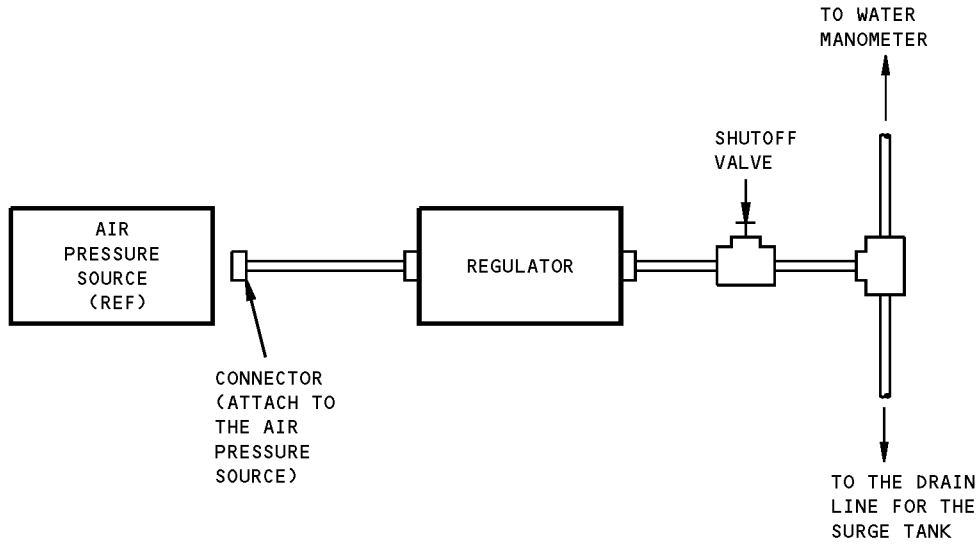 TO WATER
MANOMETER
SHUTOFF
VALVE
AIR
PRESSURE
SOURCE
(REF)
REGULATOR
CONNECTOR
(ATTACH TO
THE AIR
PRESSURE
SOURCE)
TO THE DRAIN
LINE FOR THE
SURGE TANK